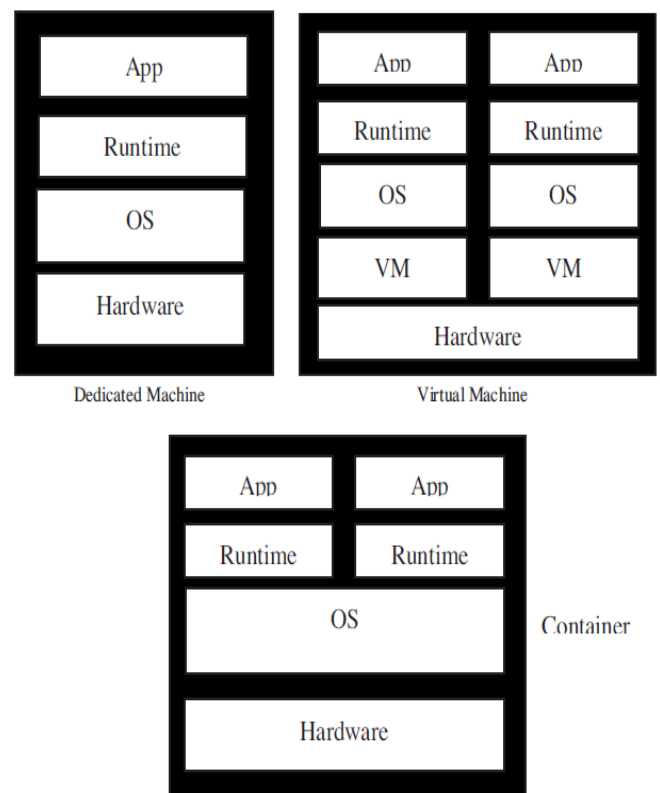 App
Runtime
OS
Hardware
Dedicated Machine
App App
Runtime Runtime
OS OS
VM VM
Hardware
Virtual Machine
App App
Runtime Runtime
OS
Container
Hardware